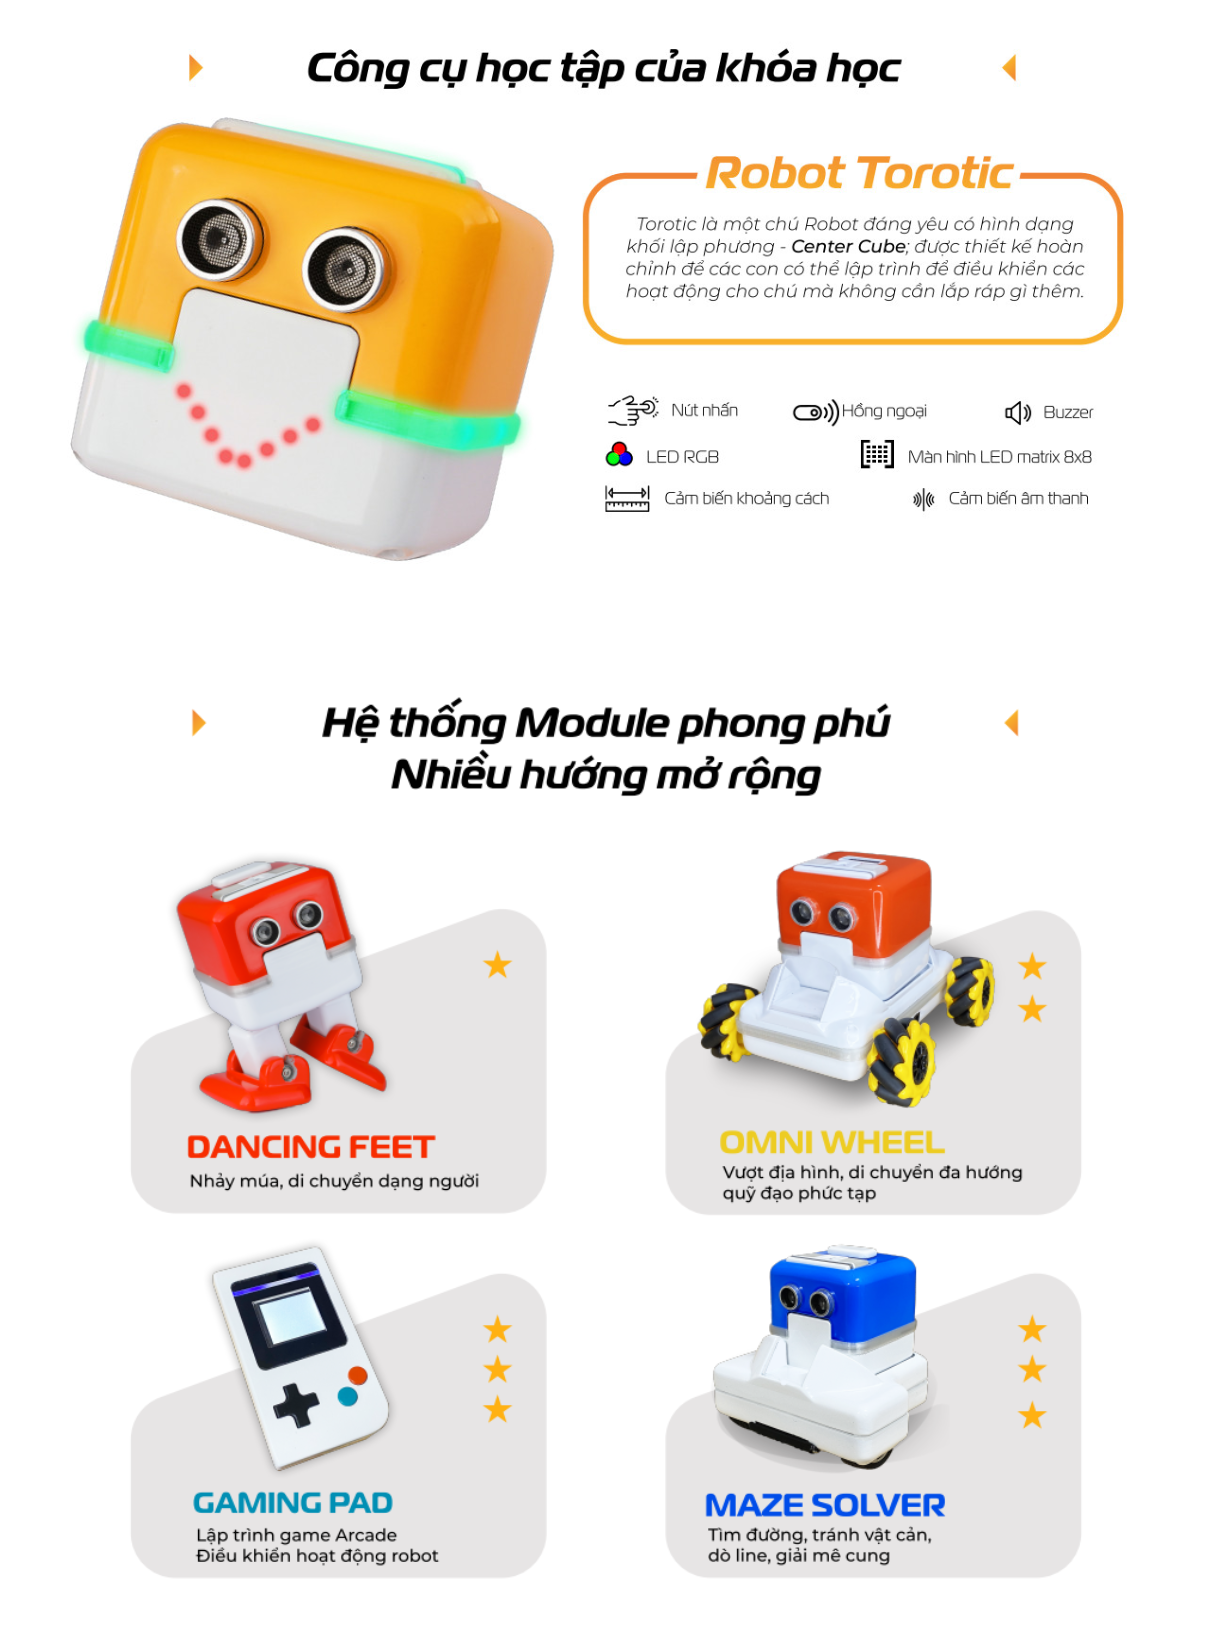 Công cụ học tập của khóa học
Robot Torotic
Torotic là một chú Robot đáng yêu có hình dạng
khối lập phương - Center Cube; được thiết kế hoàn
chỉnh để các con có thể lập trình để điều khiển các
hoạt động cho chú mà không cần lắp ráp gì thêm.
Nút nhấn
Hồng ngoại
Buzzer
LED RGB
Màn hình LED matrix 8x8
Cảm biến khoảng cách
Cảm biến âm thanh
Hệ thống Module phong phú
Nhiều hướng mở rộng
DANCING FEET
Nhảy múa, di chuyển dạng người
OMNI WHEEL
Vượt địa hình, di chuyển đa hướng
quỹ đạo phức tạp
GAMING PAD
Lập trình game Arcade
Điều khiển hoạt động robot
MAZE SOLVER
Tìm đường, tránh vật cản,
dò line, giải mê cung